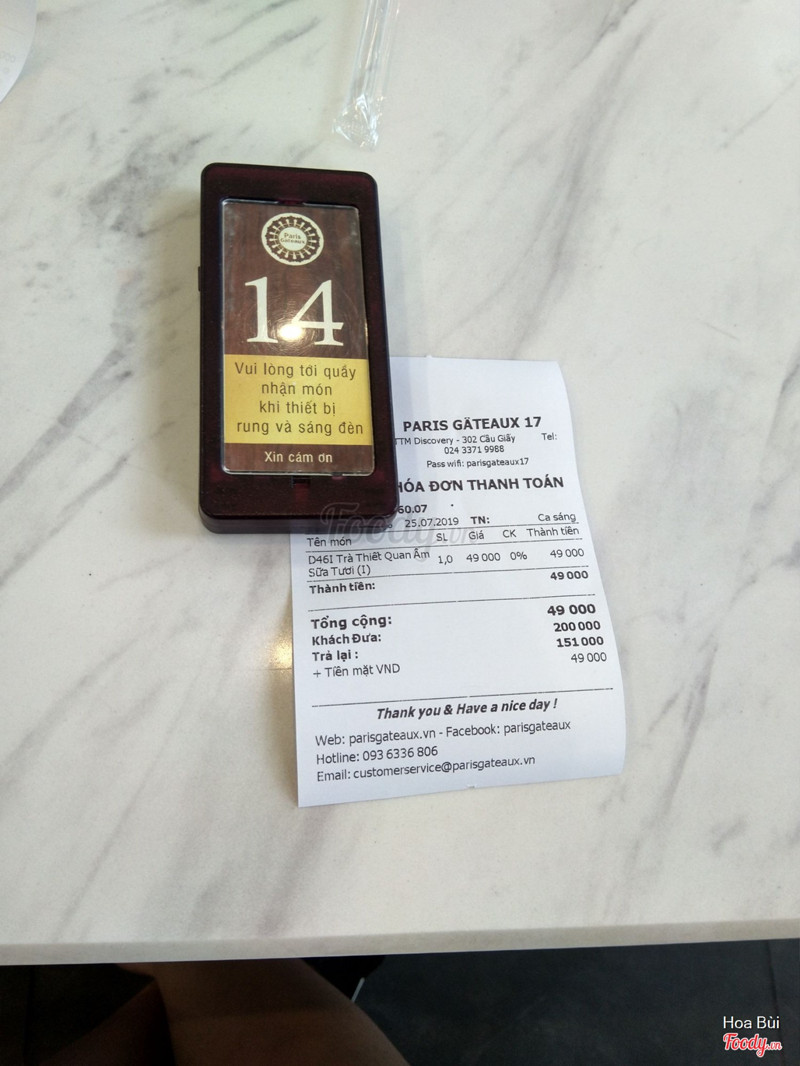 Paris
Gâteaux
14
Vui lòng tới quầy
nhận món
khi thiết bị
rung và sáng đèn
Xin cảm ơn
PARIS GÂTEAUX 17
TTM Discovery - 302 Cầu Giấy Tel:
024 3371 9988
Pass wifi: parisgateaux17
HÓA ĐƠN THANH TOÁN
60.07
25.07.2019 TN: Ca sáng
Tên món SL Giá CK Thành tiền
D461 Trà Thiết Quan Âm 1,0 49 000 0% 49 000
Sữa Tươi (I)
Thành tiền: 49 000
Tổng cộng: 49 000
Khách Đưa: 200 000
Trả lại : 151 000
+ Tiền mặt VND 49 000
Thank you & Have a nice day !
Web: parisgateaux.vn - Facebook: parisgateaux
Hotline: 093 6336 806
Email: customerservice@parisgateaux.vn
Foody.vn
Hoa Bùi
Foody.vn